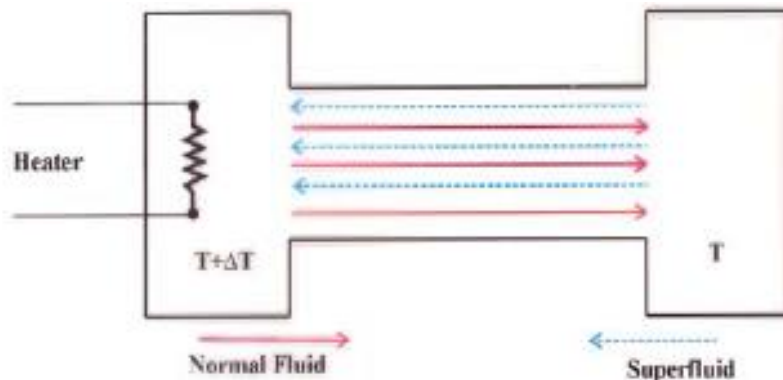 Heater
T+ΔT
T
Normal Fluid
Superfluid